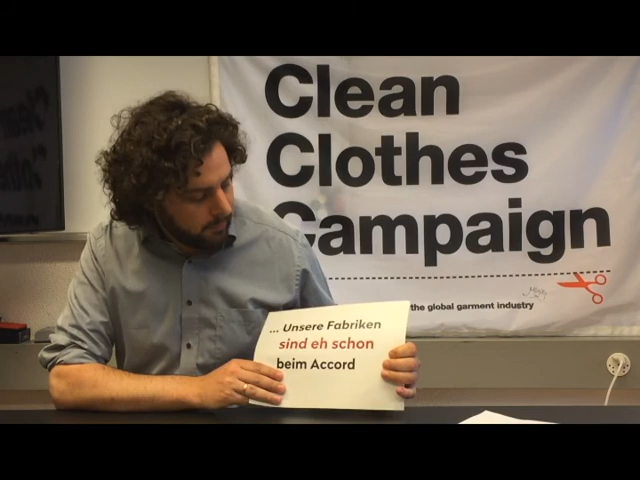 Clean
Clothes
Campaign
the global garment industry
... Unsere Fabriken
sind eh schon
beim Accord